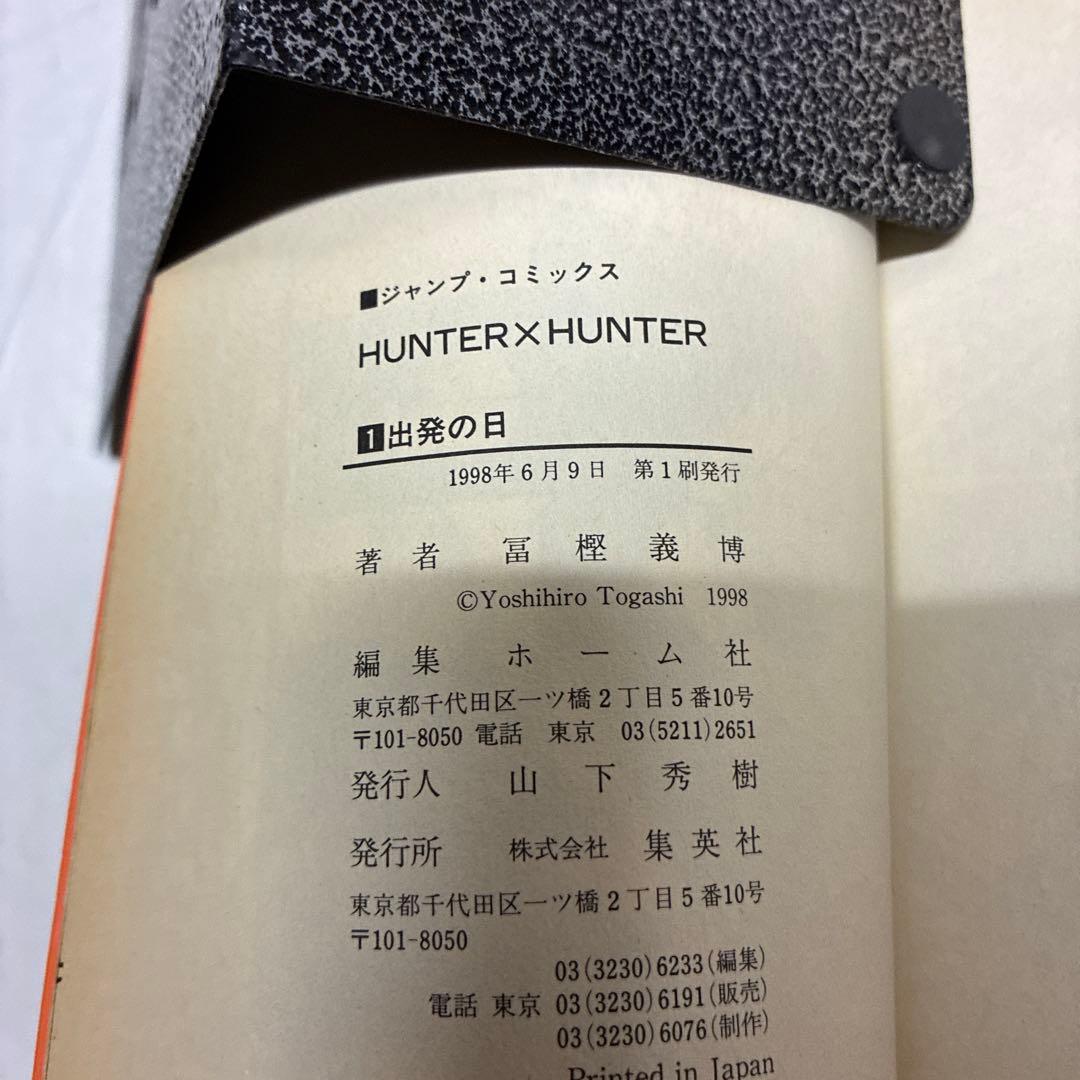 ■ジャンプ・コミックス
HUNTER×HUNTER
1出発の日
1998年6月9日 第1刷発行
著者 冨樫義博
©Yoshihiro Togashi 1998
編集 ホーム社
東京都千代田区一ツ橋2丁目5番10号
〒101-8050 電話 東京 03(5211)2651
発行人 山下秀樹
発行所 株式会社 集英社
東京都千代田区一ツ橋2丁目5番10号
〒101-8050
03(3230)6233(編集)
電話 東京 03(3230)6191(販売)
03(3230)6076(制作)
Printed in Japan